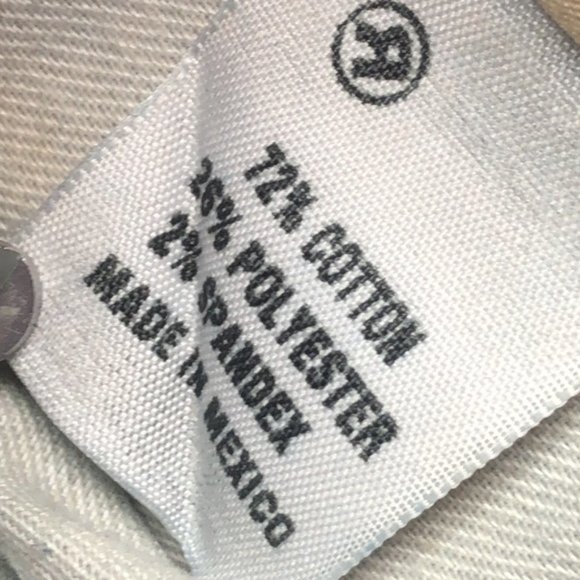 72% COTTON
26% POLYESTER
2% SPANDEX
MADE IN MEXICO